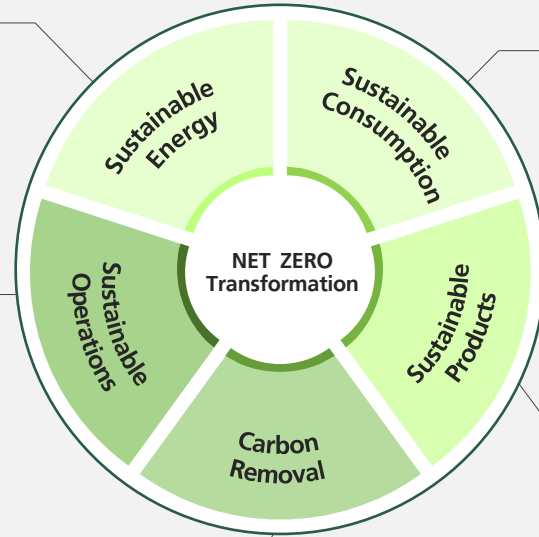 Sustainable
Energy
Sustainable
Consumption
NET ZERO
Transformation
Sustainable
Operations
Sustainable
Products
Carbon
Removal